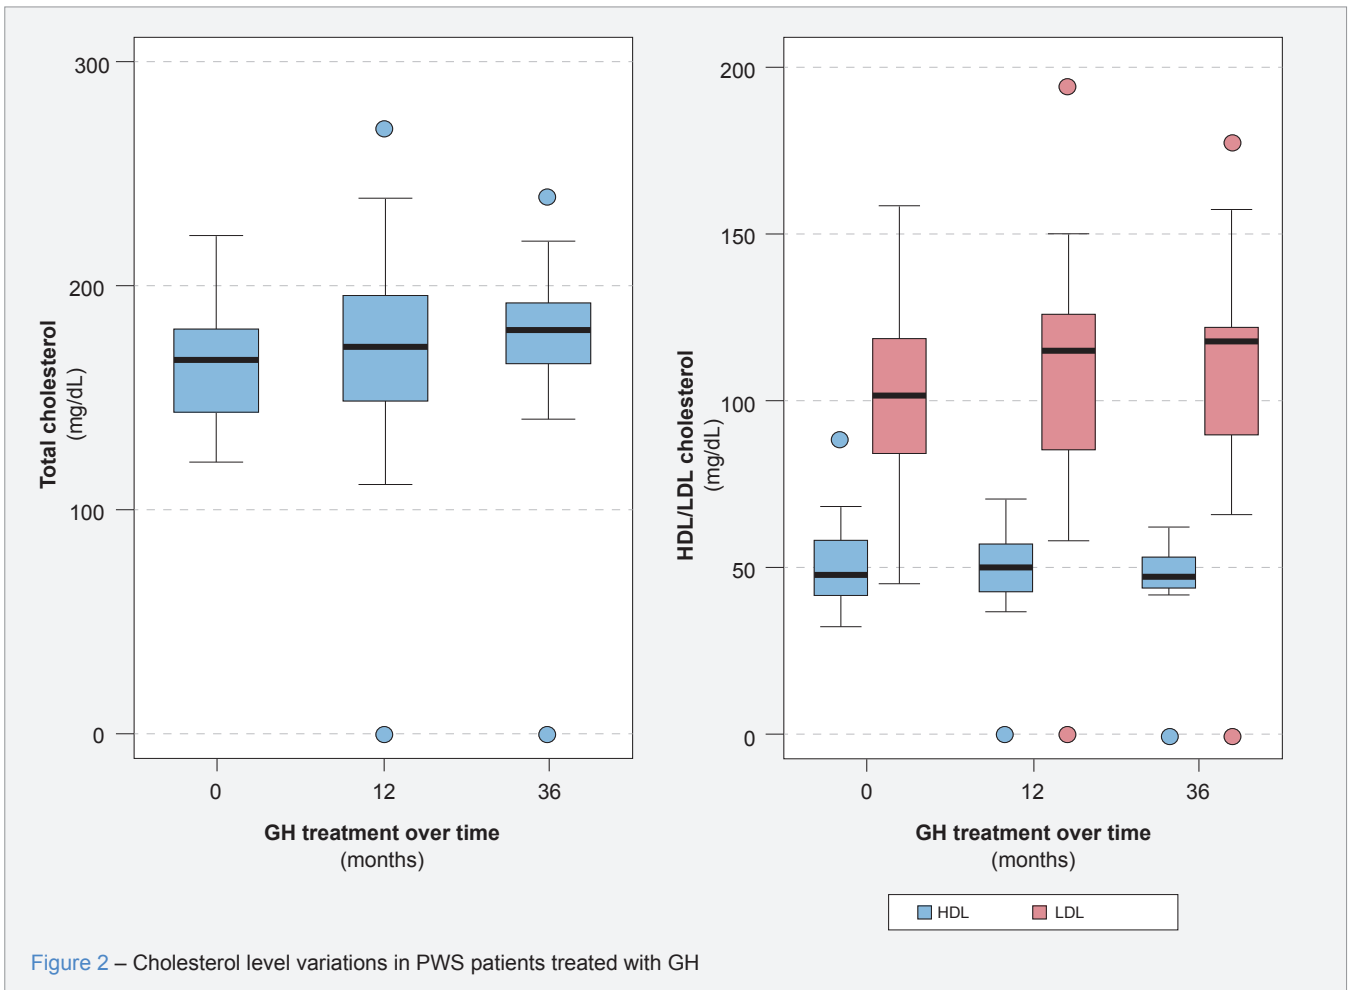 300
200
100
0
Total cholesterol
(mg/dL)
0
12
36
GH treatment over time
(months)
200
150
100
50
0
HDL/LDL cholesterol
(mg/dL)
0
12
36
GH treatment over time
(months)
HDL
LDL
Figure 2 – Cholesterol level variations in PWS patients treated with GH